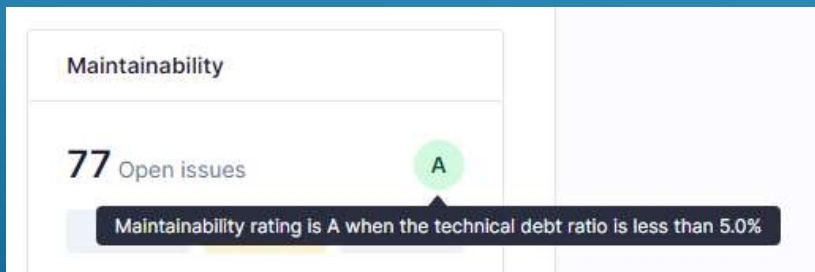 Maintainability
77 Open issues
A
Maintainability rating is A when the technical debt ratio is less than 5.0%